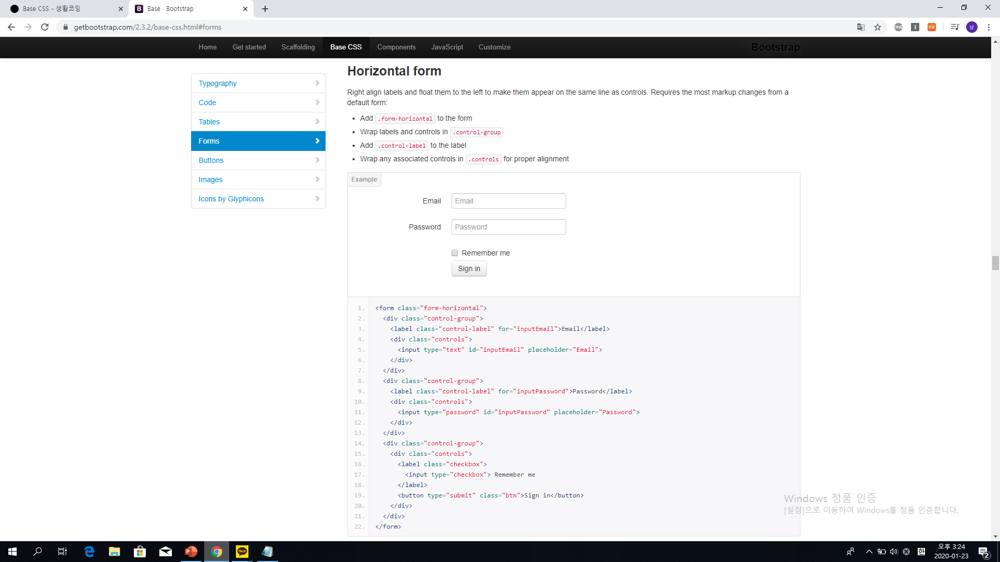 Base CSS - 생활코딩
Base · Bootstrap
getbootstrap.com/2.3.2/base-css.html#forms
Home
Get started
Scaffolding
Base CSS
Components
JavaScript
Customize
Bootstrap
Typography
Code
Tables
Forms
Buttons
Images
Icons by Glyphicons
Horizontal form
Right align labels and float them to the left to make them appear on the same line as controls. Requires the most markup changes from a
default form:
Add .form-horizontal to the form
Wrap labels and controls in .control-group
Add .control-label to the label
Wrap any associated controls in .controls for proper alignment
Example
Email Email
Password Password
Remember me
Sign in
1. <form class="form-horizontal">
2. <div class="control-group">
3. <label class="control-label" for="inputEmail">Email</label>
4. <div class="controls">
5. <input type="text" id="inputEmail" placeholder="Email">
6. </div>
7. </div>
8. <div class="control-group">
9. <label class="control-label" for="inputPassword">Password</label>
10. <div class="controls">
11. <input type="password" id="inputPassword" placeholder="Password">
12. </div>
13. </div>
14. <div class="control-group">
15. <div class="controls">
16. <label class="checkbox">
17. <input type="checkbox"> Remember me
18. </label>
19. <button type="submit" class="btn">Sign in</button>
20. </div>
21. </div>
22. </form>
Windows 정품 인증
[설정]으로 이동하여 Windows를 정품 인증합니다.
TALK
한
오후 3:24
2020-01-23
2